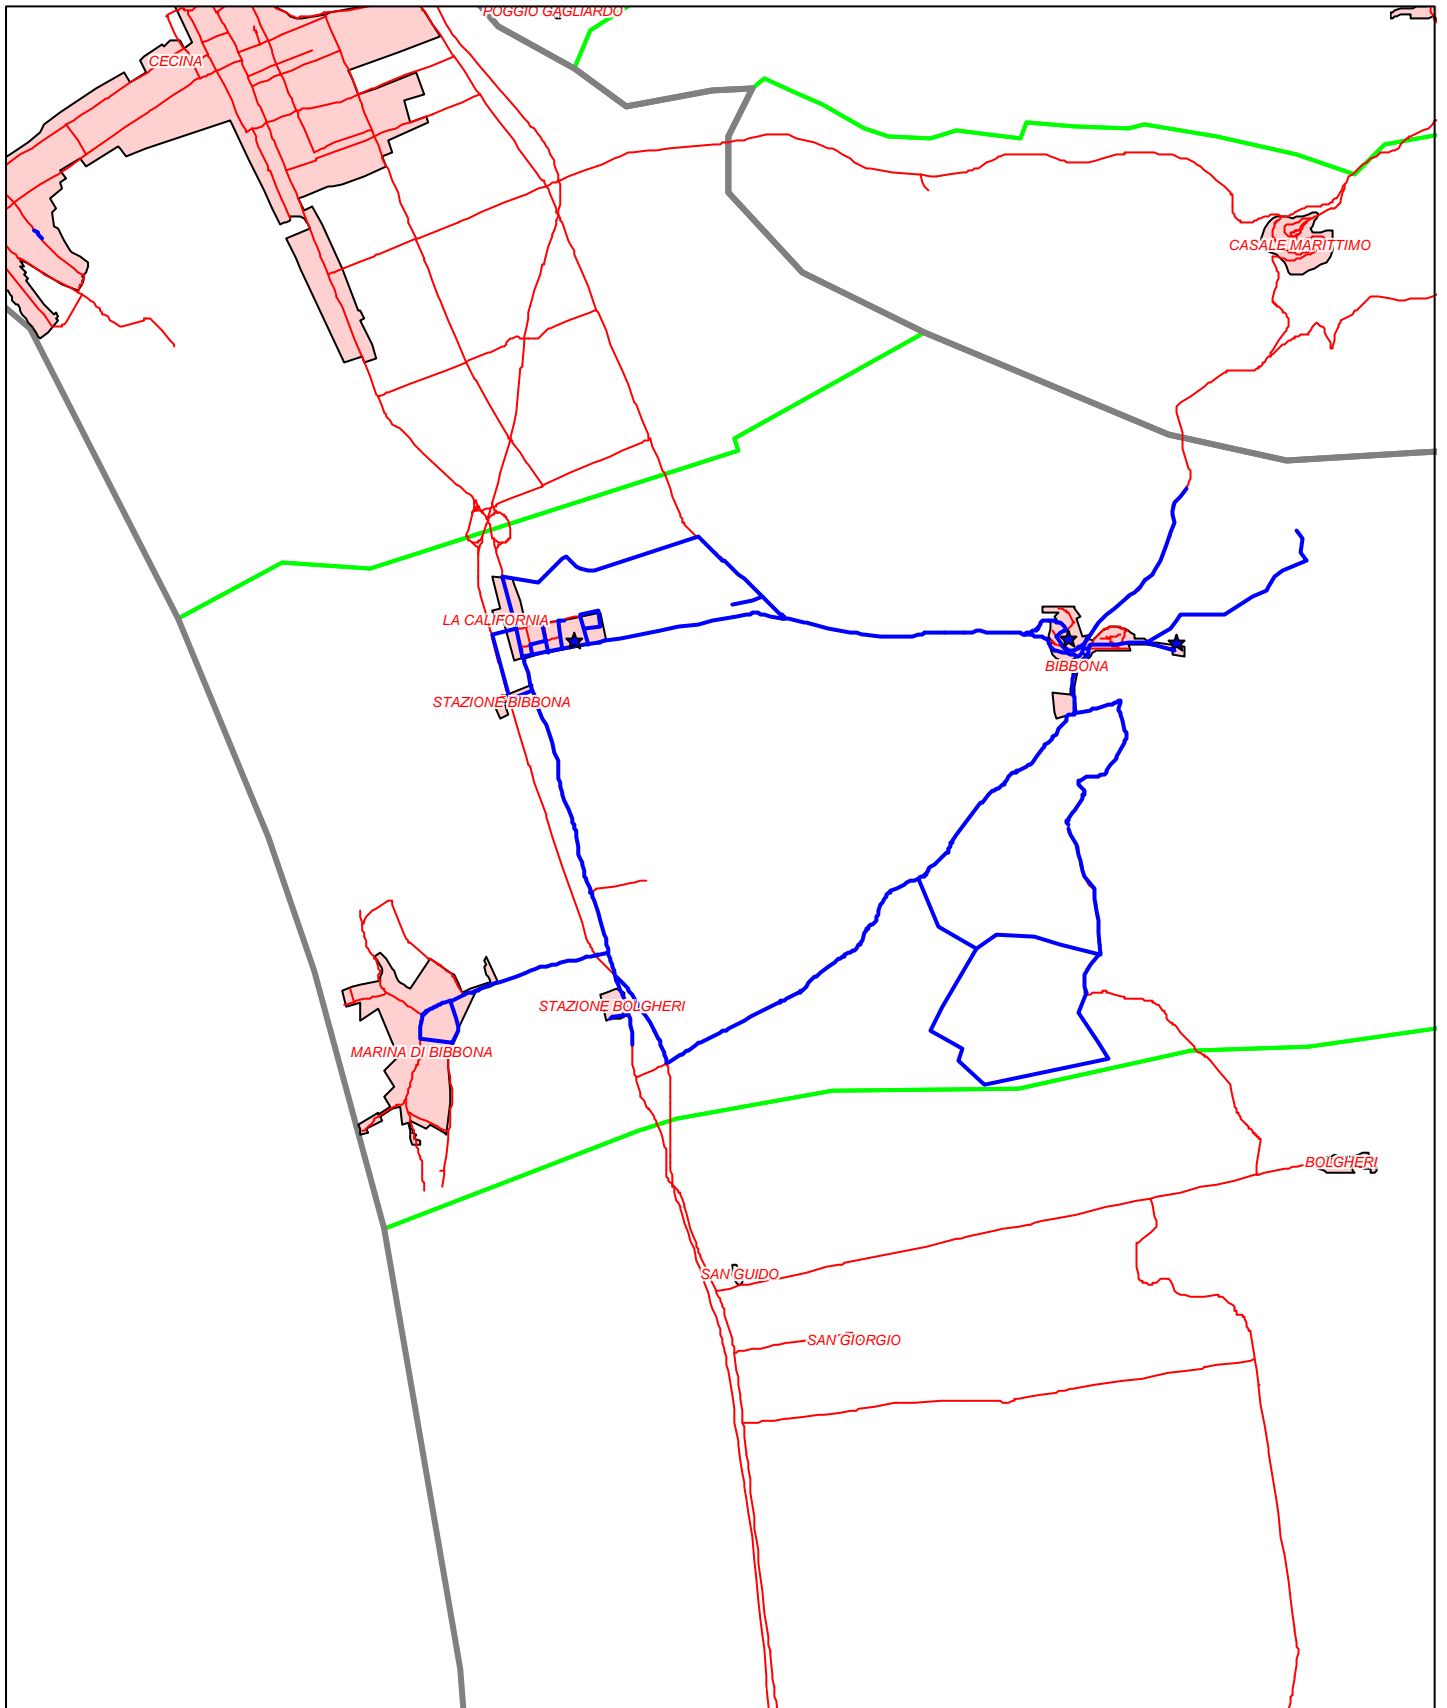 POGGIO GAGLIARDO
CECINA
CASALE MARITTIMO
LA CALIFORNIA
BIBBONA
STAZIONE BIBBONA
STAZIONE BOLGHERI
MARINA DI BIBBONA
BOLGHERI
SAN GUIDO
SAN GIORGIO